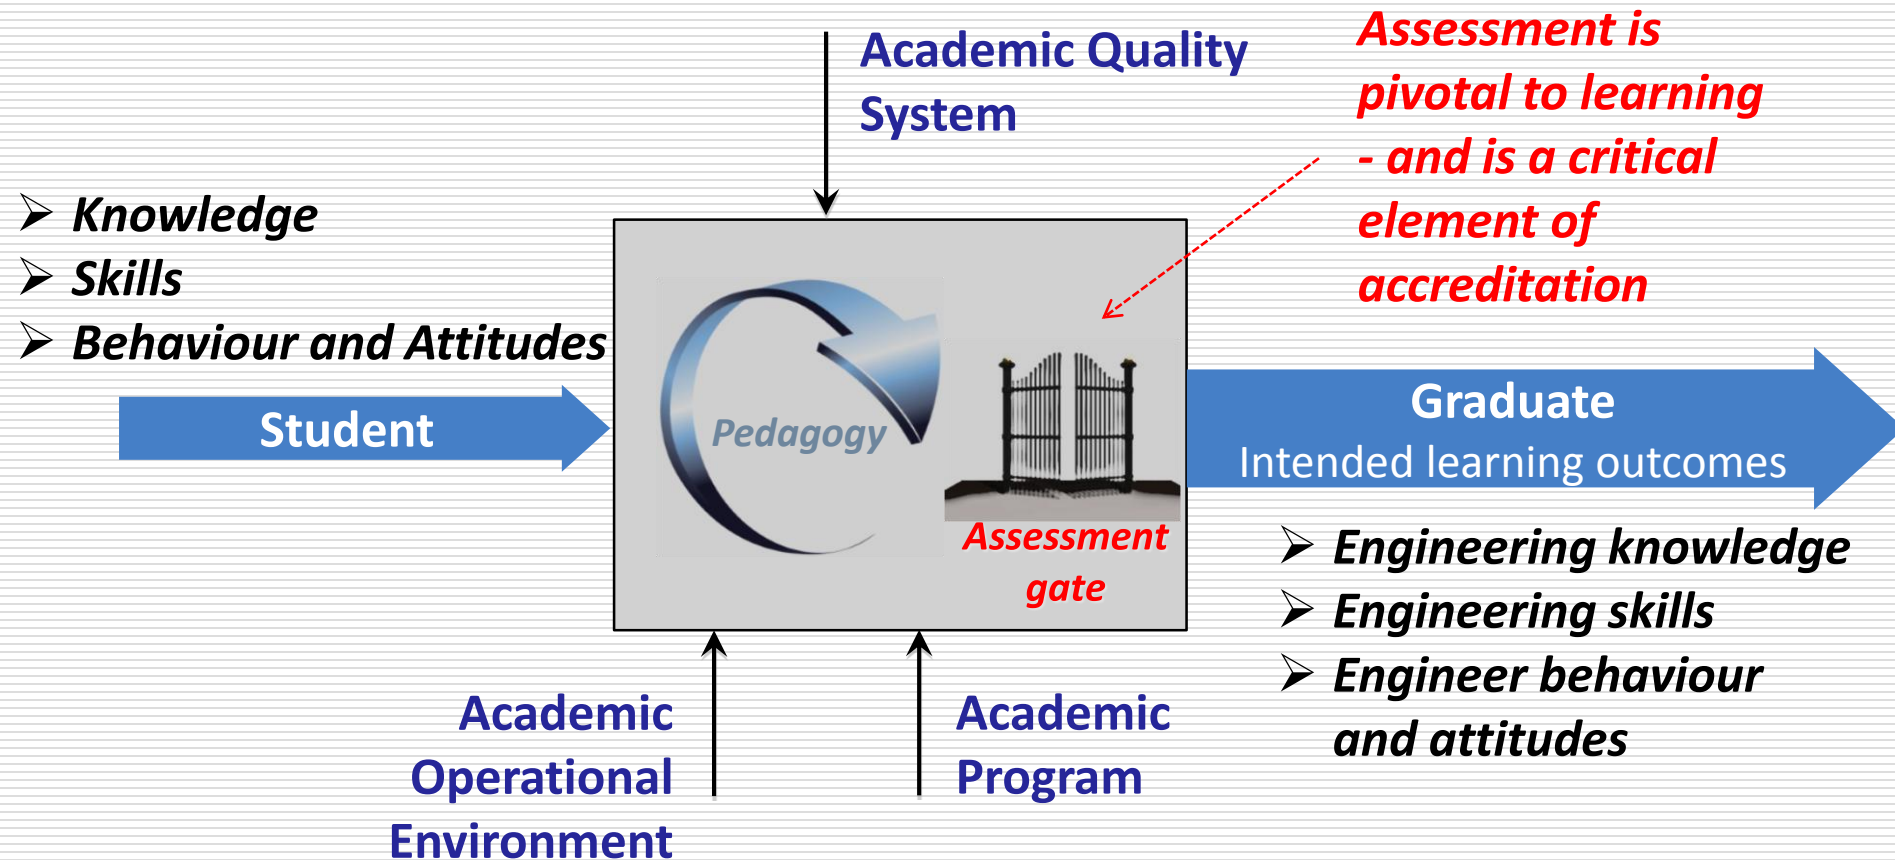 Academic Quality
System
Assessment is
pivotal to learning
- and is a critical
element of
accreditation
➢ Knowledge
➢ Skills
➢ Behaviour and Attitudes
Student
Pedagogy
Assessment
gate
Graduate
Intended learning outcomes
➢ Engineering knowledge
➢ Engineering skills
➢ Engineer behaviour
and attitudes
Academic
Operational
Environment
Academic
Program